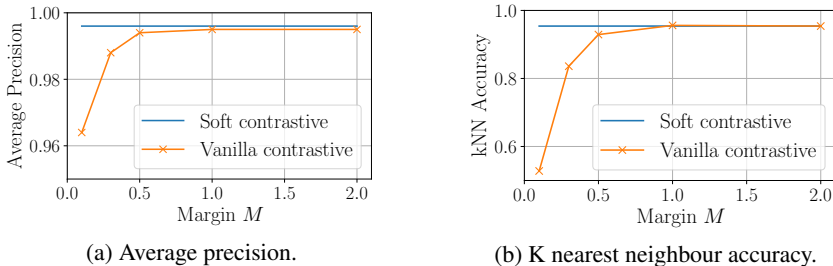 1.00
0.98
0.96
Average Precision
Soft contrastive
Vanilla contrastive
0.0 0.5 1.0 1.5 2.0
Margin M
(a) Average precision.
1.0
0.8
0.6
kNN Accuracy
Soft contrastive
Vanilla contrastive
0.0 0.5 1.0 1.5 2.0
Margin M
(b) K nearest neighbour accuracy.